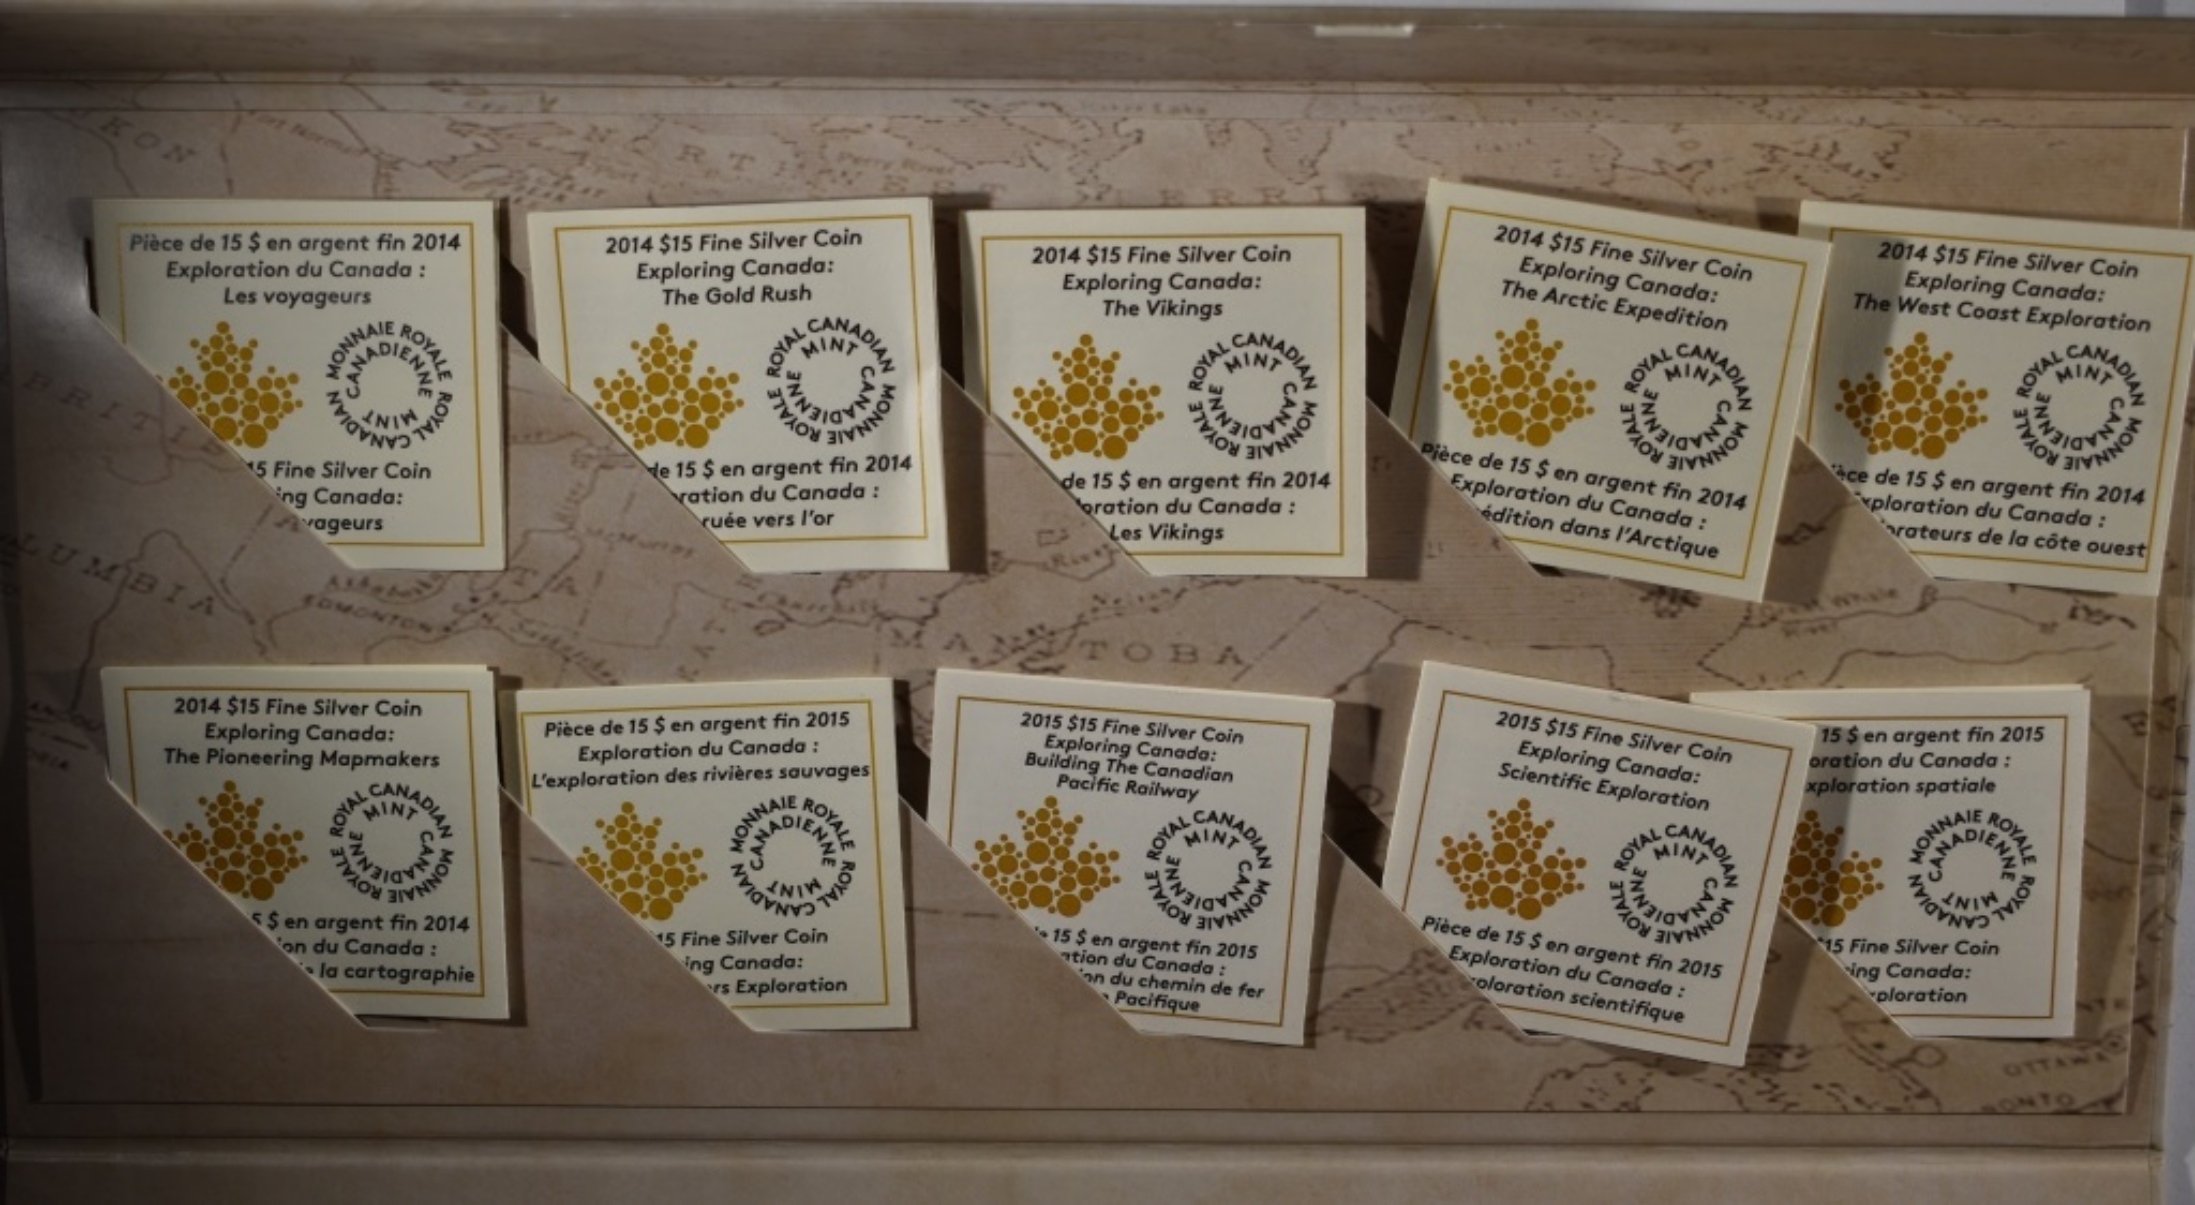 Pièce de 15 $ en argent fin 2014
Exploration du Canada :
Les voyageurs
MONNAIE ROYALE CANADIENNE
ROYAL CANADIAN MINT
15 Fine Silver Coin
ing Canada:
yageurs
2014 $15 Fine Silver Coin
Exploring Canada:
The Gold Rush
ROYAL CANADIAN MINT
MONNAIE ROYALE CANADIENNE
de 15 $ en argent fin 2014
ration du Canada :
ruée vers l'or
2014 $15 Fine Silver Coin
Exploring Canada:
The Vikings
ROYAL CANADIAN MINT
MONNAIE ROYALE CANADIENNE
de 15 $ en argent fin 2014
oration du Canada :
Les Vikings
2014 $15 Fine Silver Coin
Exploring Canada:
The Arctic Expedition
ROYAL CANADIAN MINT
MONNAIE ROYALE CANADIENNE
Pièce de 15 $ en argent fin 2014
Exploration du Canada :
édition dans l'Arctique
2014 $15 Fine Silver Coin
Exploring Canada:
The West Coast Exploration
ROYAL CANADIAN MINT
MONNAIE ROYALE CANADIENNE
ièce de 15 $ en argent fin 2014
Exploration du Canada :
orateurs de la côte ouest
2014 $15 Fine Silver Coin
Exploring Canada:
The Pioneering Mapmakers
ROYAL CANADIAN MINT
MONNAIE ROYALE CANADIENNE
5 $ en argent fin 2014
ion du Canada :
la cartographie
Pièce de 15 $ en argent fin 2015
Exploration du Canada :
L'exploration des rivières sauvages
MONNAIE ROYALE CANADIENNE
ROYAL CANADIAN MINT
15 Fine Silver Coin
ing Canada:
rs Exploration
2015 $15 Fine Silver Coin
Exploring Canada:
Building The Canadian
Pacific Railway
ROYAL CANADIAN MINT
MONNAIE ROYALE CANADIENNE
15 $ en argent fin 2015
ation du Canada :
on du chemin de fer
Pacifique
2015 $15 Fine Silver Coin
Exploring Canada:
Scientific Exploration
ROYAL CANADIAN MINT
MONNAIE ROYALE CANADIENNE
Pièce de 15 $ en argent fin 2015
Exploration du Canada :
xploration scientifique
15 $ en argent fin 2015
oration du Canada :
xploration spatiale
MONNAIE ROYALE CANADIENNE
ROYAL CANADIAN MINT
$15 Fine Silver Coin
ring Canada:
ploration
UKON
BRITIS
LUMBIA
EDMONTON
MANITOBA
OTTAWA